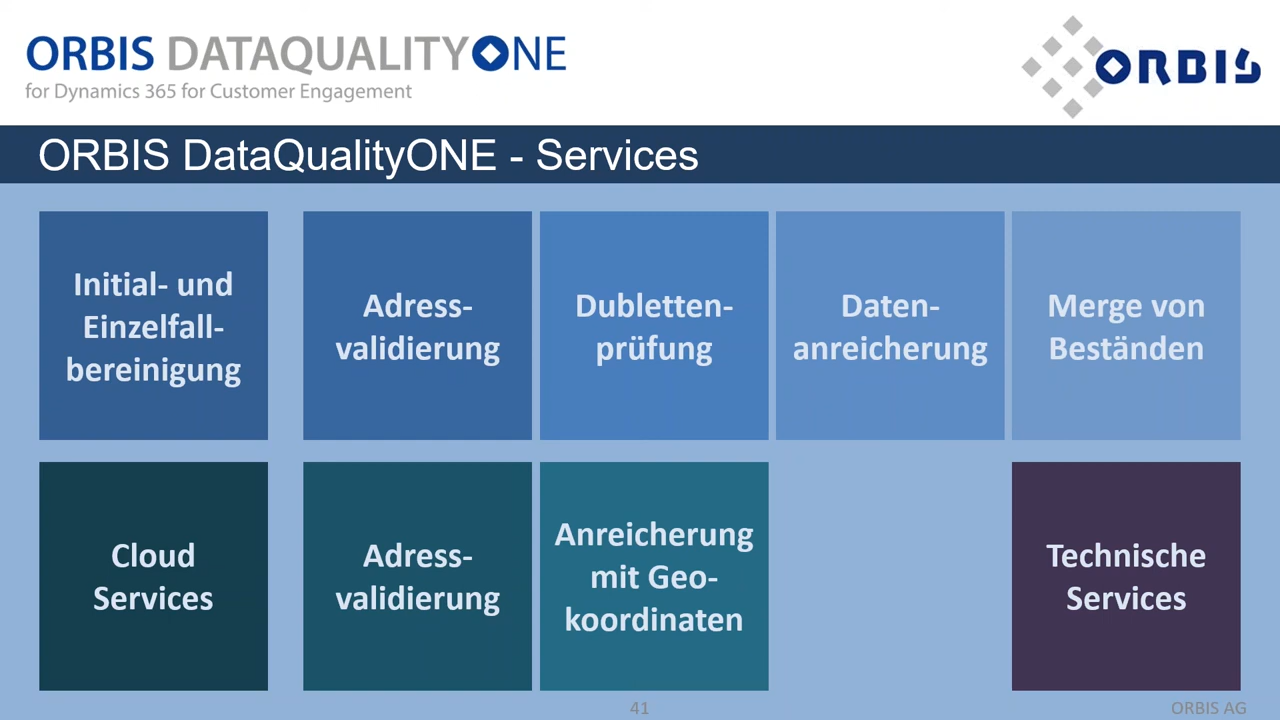 ORBIS DATAQUALITYONE
for Dynamics 365 for Customer Engagement
ORBIS
ORBIS DataQualityONE - Services
Initial- und
Einzelfall-
bereinigung
Adress-
validierung
Dubletten-
prüfung
Daten-
anreicherung
Merge von
Beständen
Cloud
Services
Adress-
validierung
Anreicherung
mit Geo-
koordinaten
Technische
Services
41
ORBIS AG